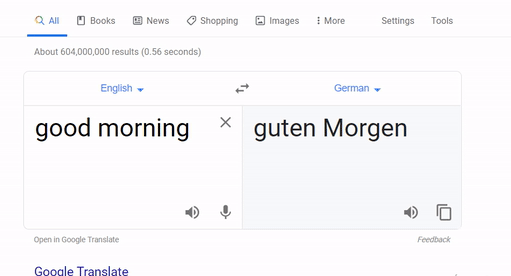 All Books News Shopping Images More Settings Tools
About 604,000,000 results (0.56 seconds)
English German
good morning guten Morgen
Open in Google Translate Feedback
Google Translate